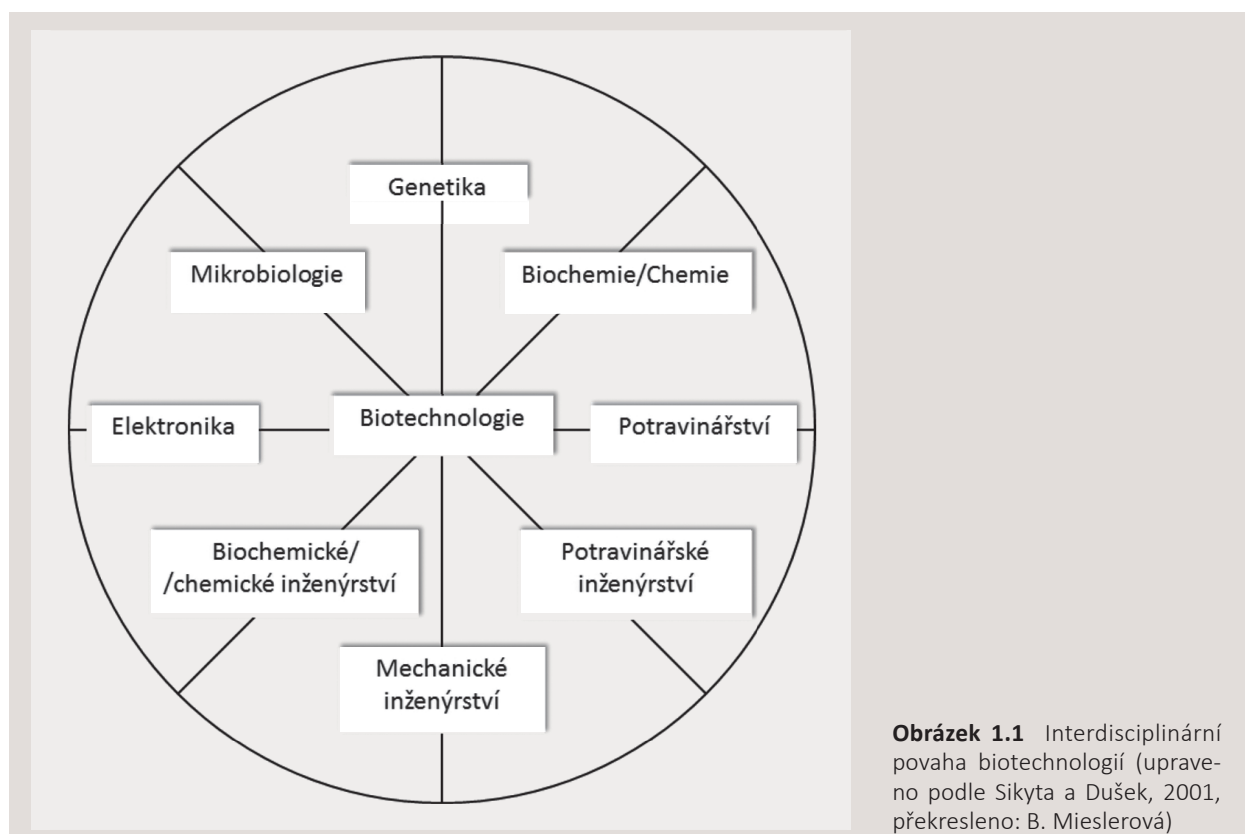 Genetika
Mikrobiologie
Biochemie/Chemie
Elektronika
Biotechnologie
Potravinářství
Biochemické/
/chemické inženýrství
Potravinářské
inženýrství
Mechanické
inženýrství
Obrázek 1.1 Interdisciplinární
povaha biotechnologií (uprave-
no podle Sikyta a Dušek, 2001,
překresleno: B. Mieslerová)